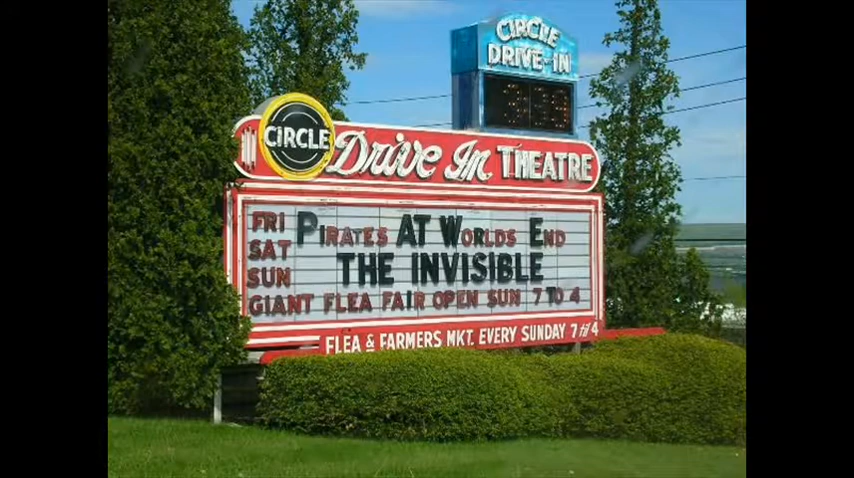 CIRCLE
DRIVE-IN
CIRCLE
Drive In THEATRE
FRI PIRATES AT WORLDS END
SAT THE INVISIBLE
SUN
GIANT FLEA FAIR OPEN SUN 7 TO 4
FLEA & FARMERS MKT. EVERY SUNDAY 7 til 4